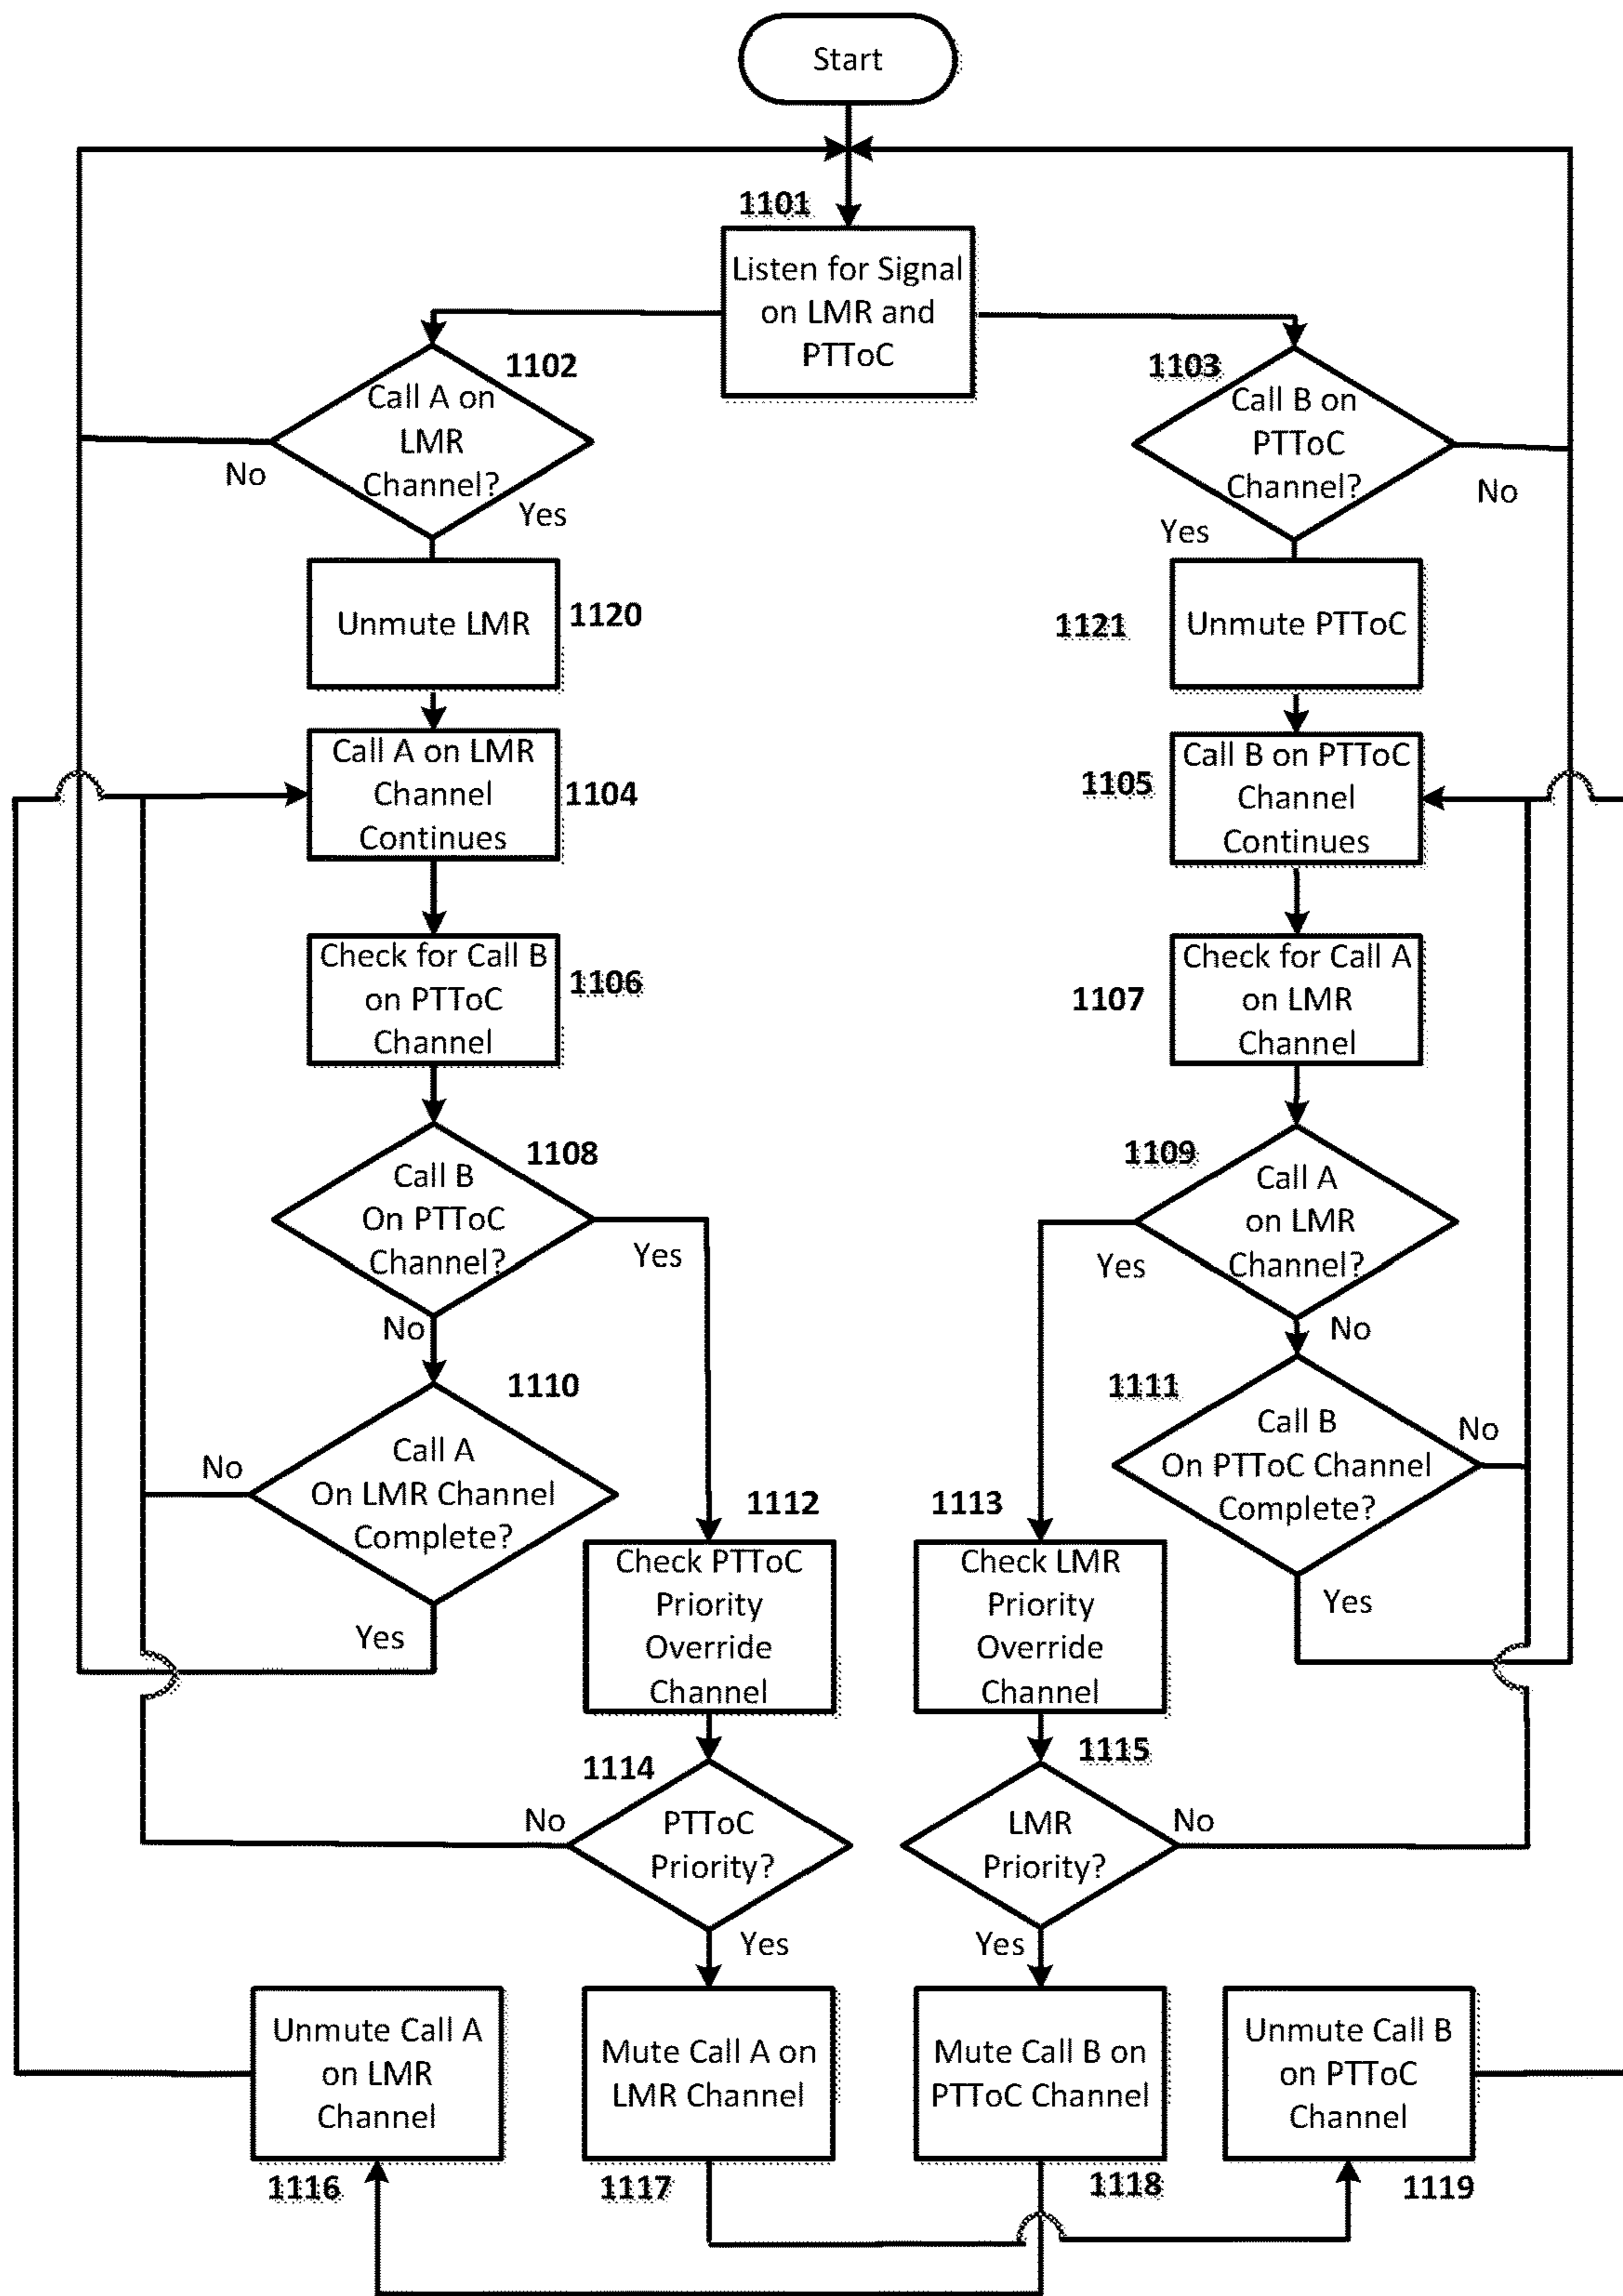 Start
1101
Listen for Signal
on LMR and
PTToC
1102
Call A on
LMR
Channel?
No
Yes
1103
Call B on
PTToC
Channel?
Yes
No
Unmute LMR
1120
1121
Unmute PTToC
Call A on LMR
Channel
Continues
1104
1105
Call B on PTToC
Channel
Continues
Check for Call B
on PTToC
Channel
1106
1107
Check for Call A
on LMR
Channel
1108
Call B
On PTToC
Channel?
Yes
No
1109
Call A
on LMR
Channel?
Yes
No
1110
Call A
On LMR Channel
Complete?
No
Yes
1111
Call B
On PTToC Channel
Complete?
No
Yes
1112
Check PTToC
Priority
Override
Channel
1113
Check LMR
Priority
Override
Channel
1114
PTToC
Priority?
No
Yes
1115
LMR
Priority?
No
Yes
Unmute Call A
on LMR
Channel
1116
Mute Call A on
LMR Channel
1117
Mute Call B on
PTToC Channel
1118
Unmute Call B
on PTToC
Channel
1119